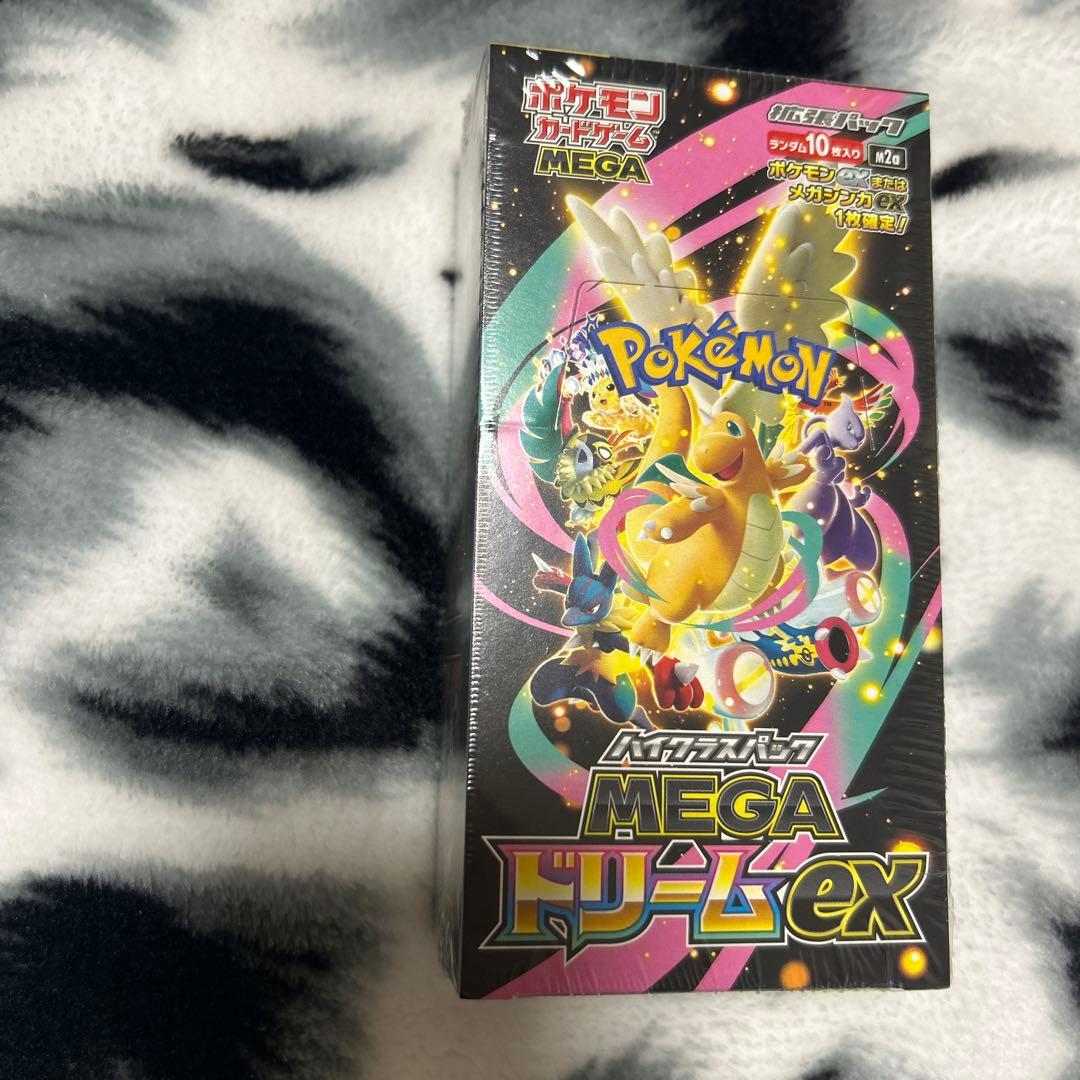 ポケモン
カードゲーム
MEGA
拡張パック
ランダム10枚入り M2a
ポケモンexまたは
メガシンカex
1枚確定!
POKéMON
TM
ハイクラスパック
MEGA
ドリームex